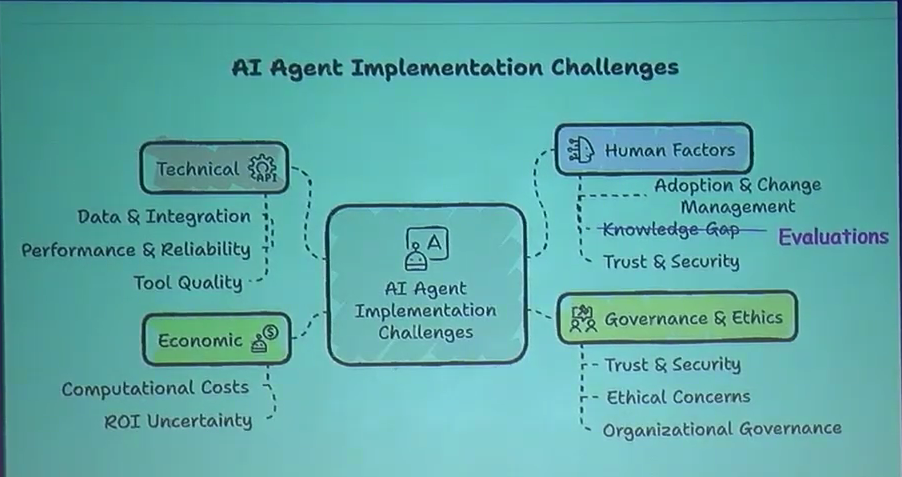 AI Agent Implementation Challenges
Technical
API
Data & Integration
Performance & Reliability
Tool Quality
Economic
$
Computational Costs
ROI Uncertainty
A
AI Agent
Implementation
Challenges
Human Factors
Adoption & Change
Management
Knowledge Gap
Evaluations
Trust & Security
Governance & Ethics
Trust & Security
Ethical Concerns
Organizational Governance